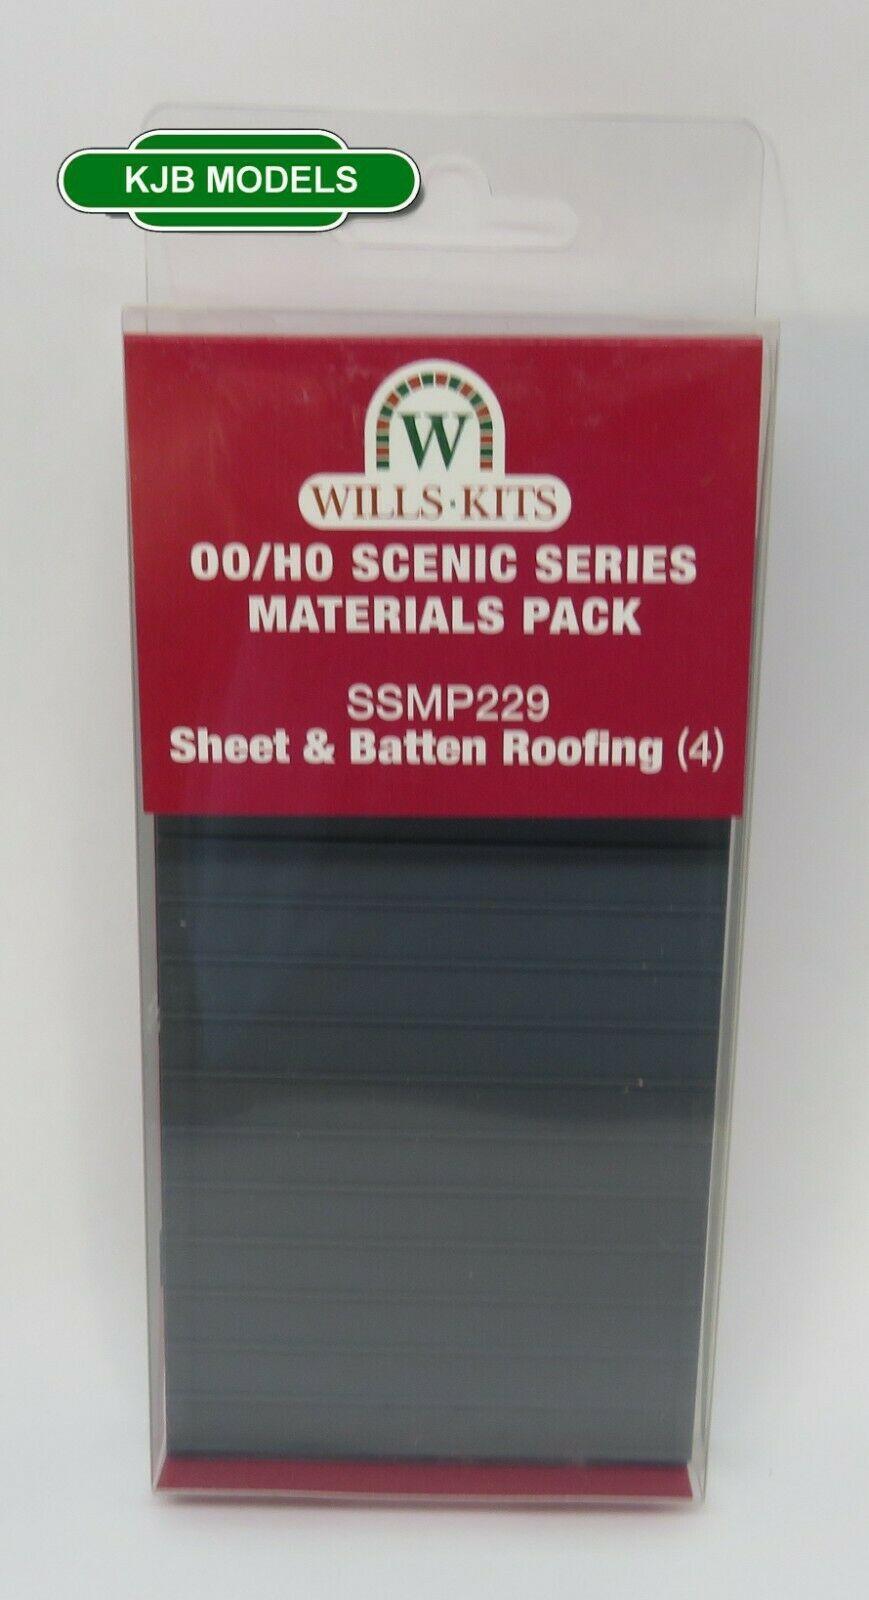 KJB MODELS
W
WILLS·KITS
OO/HO SCENIC SERIES
MATERIALS PACK
SSMP229
Sheet & Batten Roofing (4)